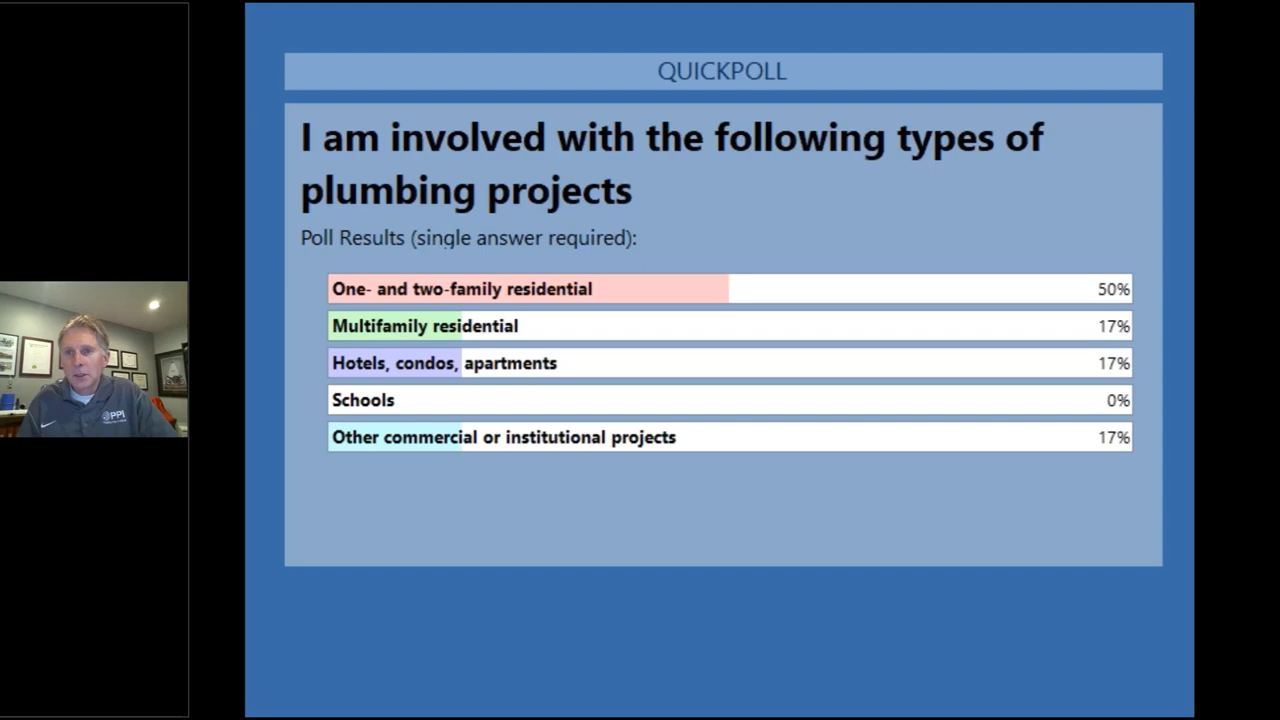 QUICKPOLL
I am involved with the following types of
plumbing projects
Poll Results (single answer required):
One- and two-family residential 50%
Multifamily residential 17%
Hotels, condos, apartments 17%
Schools 0%
Other commercial or institutional projects 17%
PPI